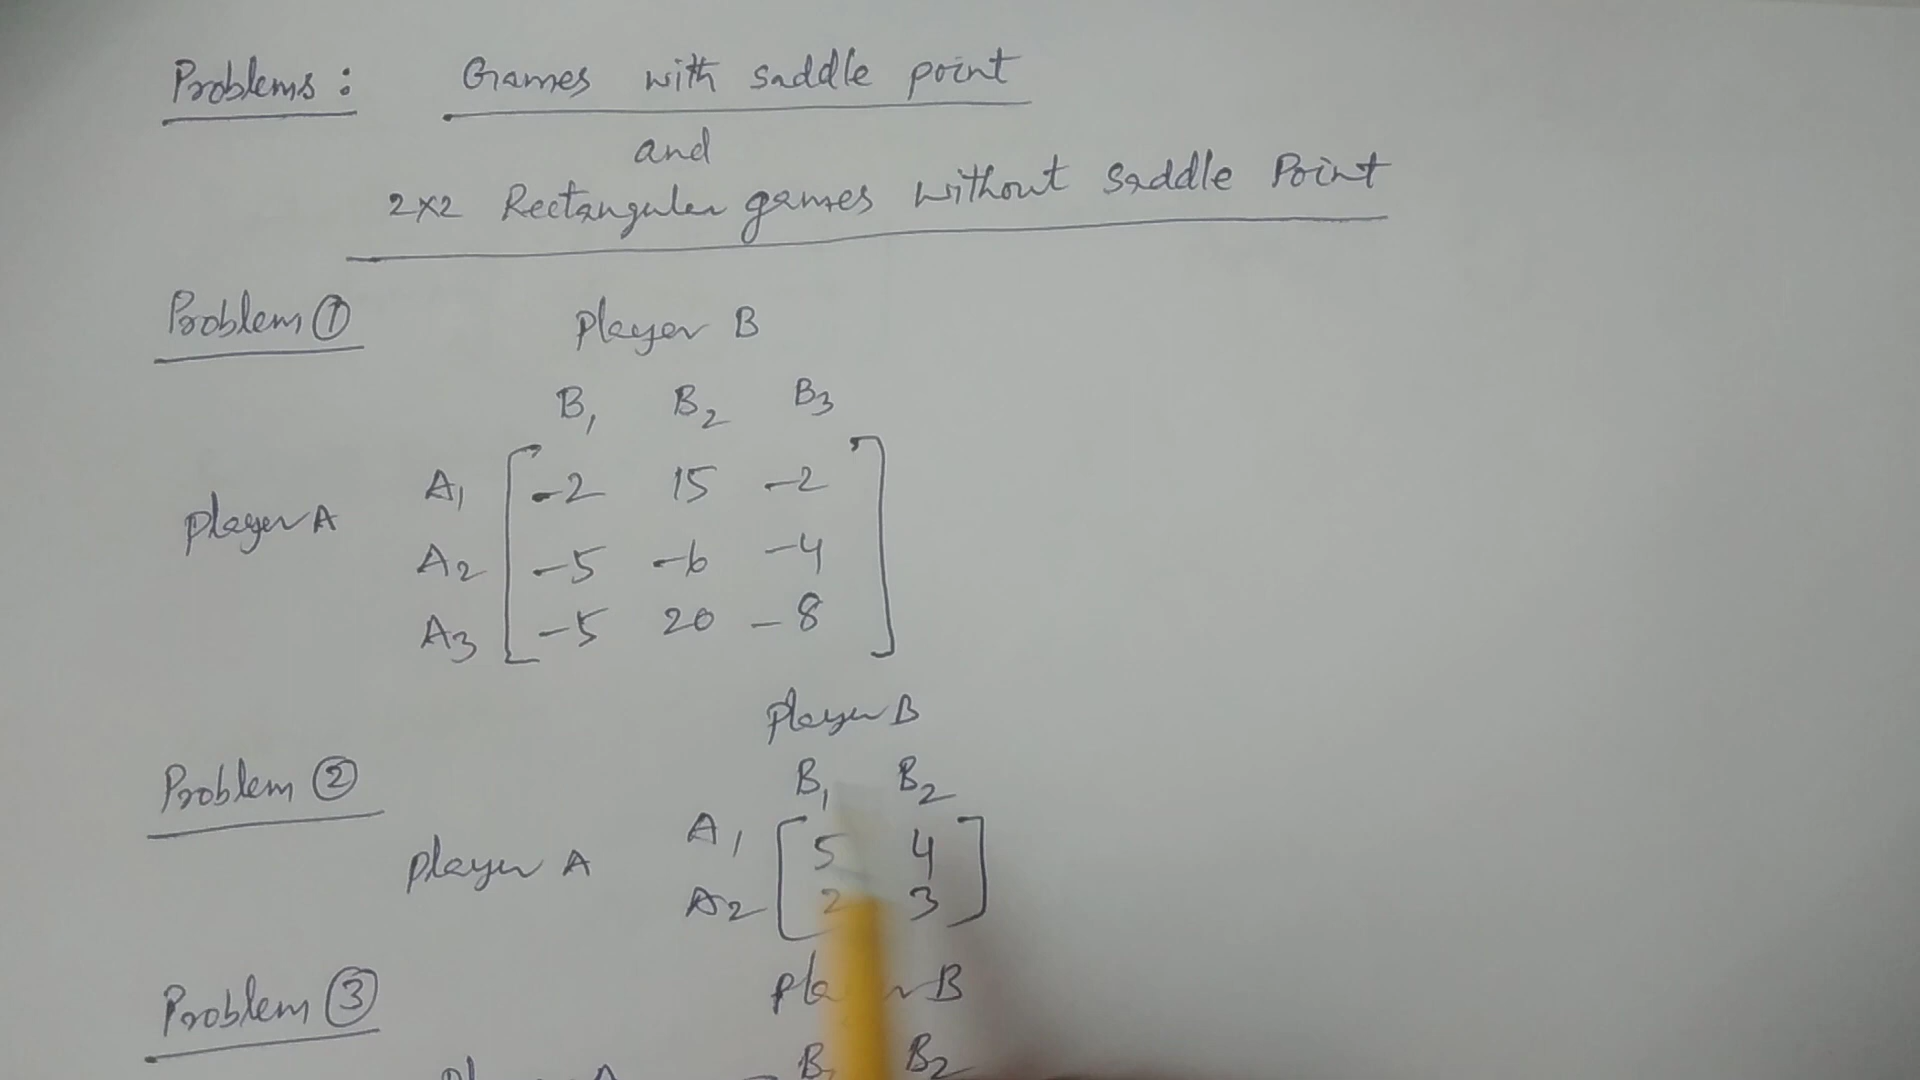 Problems: Games with saddle point
and
2×2 Rectangular games without saddle Point
Problem ① Player B
B1 B2 B3
A1 -2 15 -2
Player A
A2 -5 -6 -4
A3 -5 20 -8
Player B
Problem ② B1 B2
A1 5 4
Player A
A2 2 3
Problem ③ B
B2